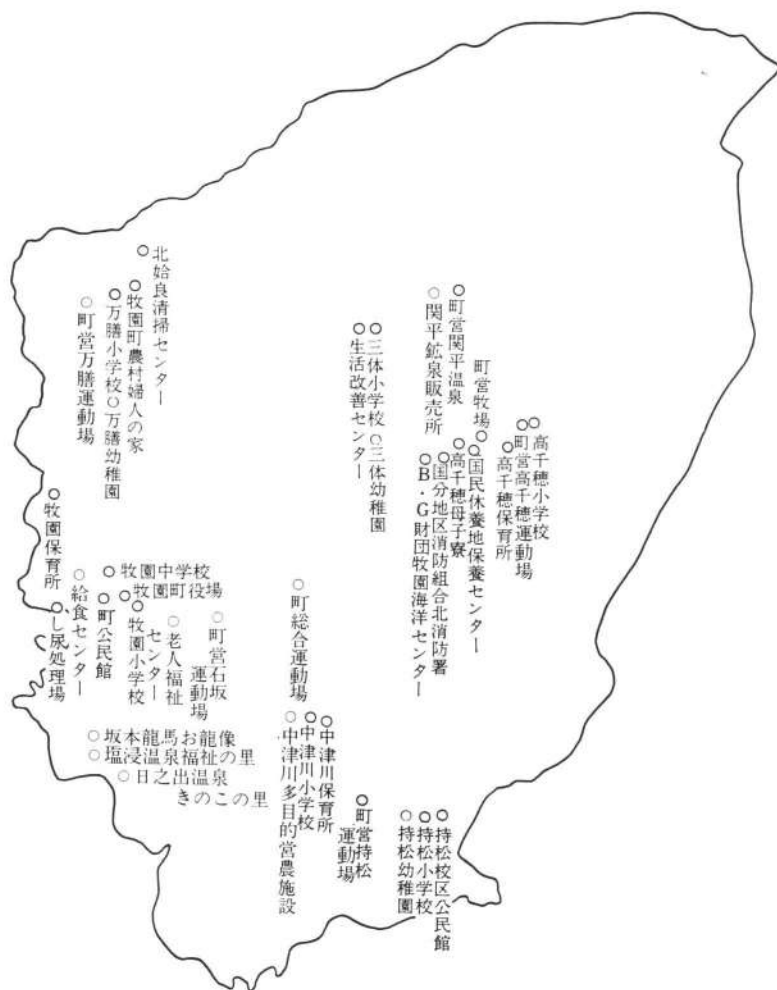 北姶良清掃センター
○牧園町農村婦人の家
○万膳小学校○万膳幼稚園
○町営万膳運動場
○町営関平温泉
○関平鉱泉販売所
○三体小学校○三体幼稚園
○生活改善センター
町営牧場
○高千穂小学校
○町営高千穂運動場
○高千穂保育所
○国民休養地保養センター
○高千穂母子寮
○国分地区消防組合北消防署
○B・G財団牧園海洋センター
○牧園保育所
○牧園中学校
○牧園町役場
○給食センター
○し尿処理場
○町公民館
○牧園小学校
○老人福祉
センター
○町営石坂
運動場
○町総合運動場
○坂本龍馬お龍像
○塩浸温泉福祉の里
○日之出温泉
きのこの里
○中津川保育所
○中津川小学校
○中津川多目的営農施設
○町営持松
運動場
○持松校区公民館
○持松小学校
○持松幼稚園